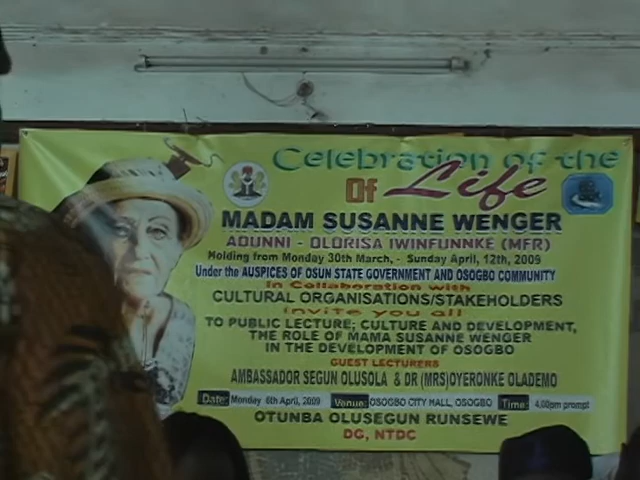 Celebration of the
Of Life
MADAM SUSANNE WENGER
ADUNNI - OLORISA IWINFUNNKE (MFR)
Holding from Monday 30th March, - Sunday April, 12th, 2009
Under the AUSPICES OF OSUN STATE GOVERNMENT AND OSOGBO COMMUNITY
In Collaboration with
CULTURAL ORGANISATIONS/STAKEHOLDERS
invite you all
TO PUBLIC LECTURE; CULTURE AND DEVELOPMENT,
THE ROLE OF MAMA SUSANNE WENGER
IN THE DEVELOPMENT OF OSOGBO
GUEST LECTURERS
AMBASSADOR SEGUN OLUSOLA & DR (MRS)OYERONKE OLADEMO
Date: Monday 6th April, 2009 Venue: OSOGBO CITY HALL, OSOGBO Time: 4.00pm prompt
OTUNBA OLUSEGUN RUNSEWE
DG, NTDC